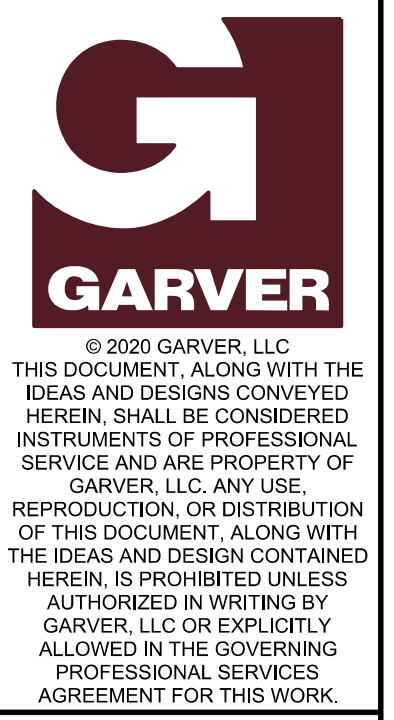 GARVER
© 2020 GARVER, LLC
THIS DOCUMENT, ALONG WITH THE
IDEAS AND DESIGNS CONVEYED
HEREIN, SHALL BE CONSIDERED
INSTRUMENTS OF PROFESSIONAL
SERVICE AND ARE PROPERTY OF
GARVER, LLC. ANY USE,
REPRODUCTION, OR DISTRIBUTION
OF THIS DOCUMENT, ALONG WITH
THE IDEAS AND DESIGN CONTAINED
HEREIN, IS PROHIBITED UNLESS
AUTHORIZED IN WRITING BY
GARVER, LLC OR EXPLICITLY
ALLOWED IN THE GOVERNING
PROFESSIONAL SERVICES
AGREEMENT FOR THIS WORK.